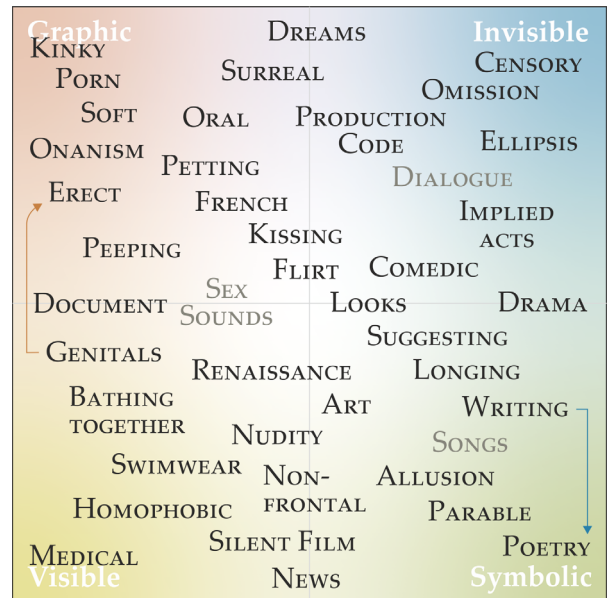 Graphic
Invisible
Kinky
Dreams
Censory
Porn
Surreal
Omission
Soft
Oral
Production
Code
Ellipsis
Onanism
Petting
Dialogue
Erect
French
Implied
acts
Peeping
Kissing
Flirt
Comedic
Sex
Sounds
Document
Looks
Drama
Genitals
Suggesting
Renaissance
Longing
Bathing
together
Art
Writing
Nudity
Songs
Swimwear
Non-
frontal
Allusion
Homophobic
Parable
Silent Film
Poetry
Medical
Visible
News
Symbolic